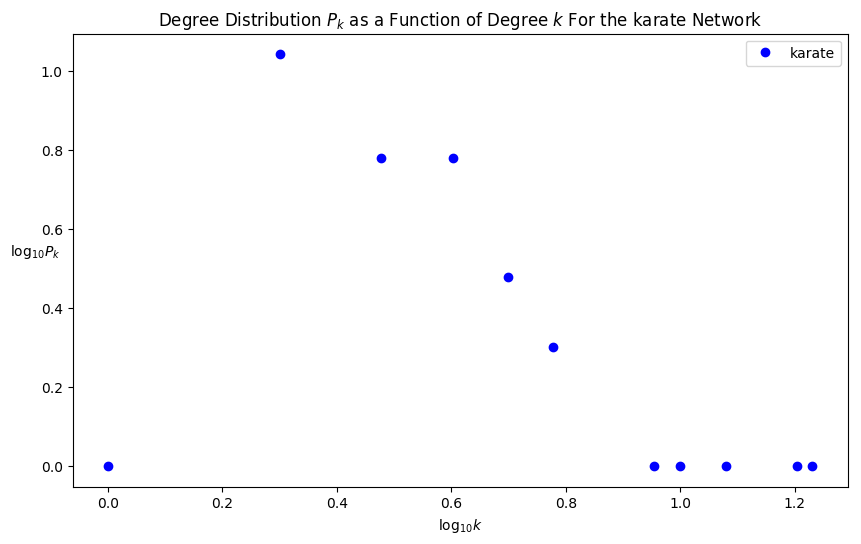 Degree Distribution $P_k$ as a Function of Degree $k$ For the karate Network
karate
1.0
0.8
0.6
0.4
0.2
0.0
$\log_{10} P_k$
0.0 0.2 0.4 0.6 0.8 1.0 1.2
$\log_{10} k$